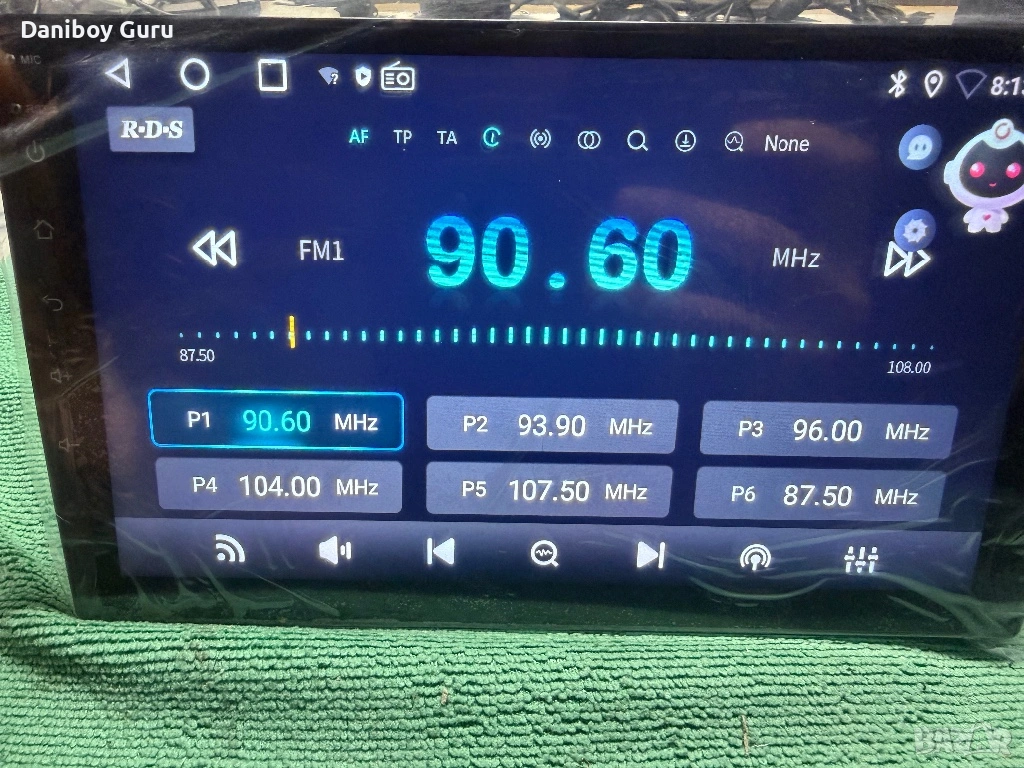 Daniboy Guru
MIC
8:1
R·D·S
AF TP TA None
FM1 90.60 MHz
87.50
108.00
P1 90.60 MHz
P2 93.90 MHz
P3 96.00 MHz
P4 104.00 MHz
P5 107.50 MHz
P6 87.50 MHz